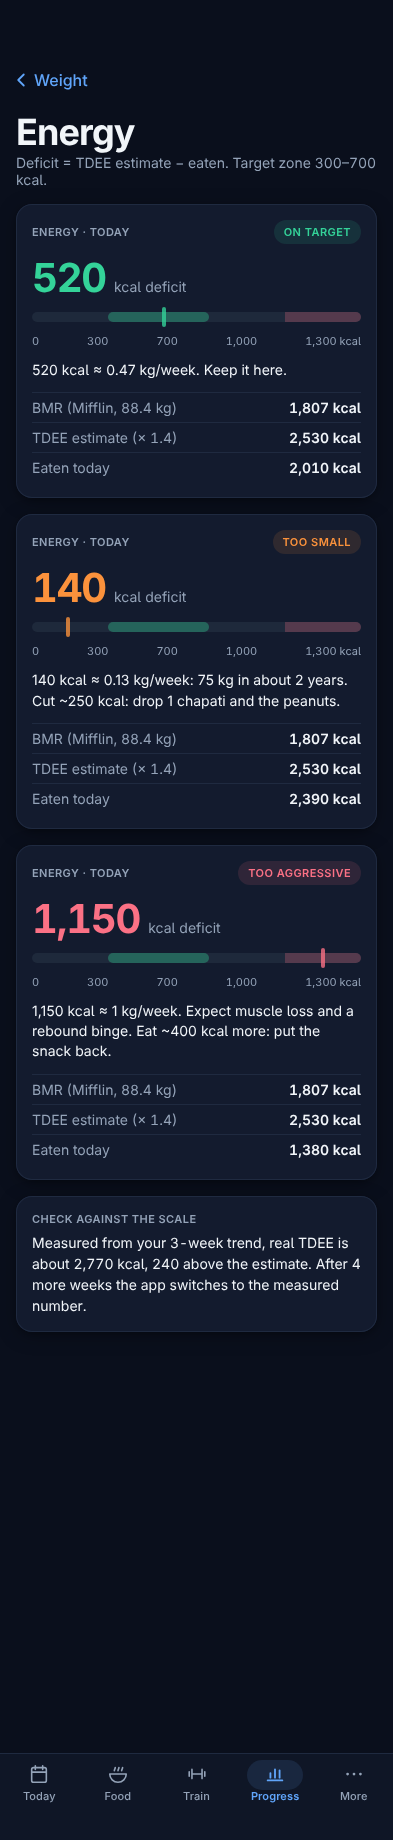 Weight
Energy
Deficit = TDEE estimate − eaten. Target zone 300–700
kcal.
ENERGY · TODAY
ON TARGET
520 kcal deficit
0 300 700 1,000 1,300 kcal
520 kcal ≈ 0.47 kg/week. Keep it here.
BMR (Mifflin, 88.4 kg) 1,807 kcal
TDEE estimate (× 1.4) 2,530 kcal
Eaten today 2,010 kcal
ENERGY · TODAY
TOO SMALL
140 kcal deficit
0 300 700 1,000 1,300 kcal
140 kcal ≈ 0.13 kg/week: 75 kg in about 2 years.
Cut ~250 kcal: drop 1 chapati and the peanuts.
BMR (Mifflin, 88.4 kg) 1,807 kcal
TDEE estimate (× 1.4) 2,530 kcal
Eaten today 2,390 kcal
ENERGY · TODAY
TOO AGGRESSIVE
1,150 kcal deficit
0 300 700 1,000 1,300 kcal
1,150 kcal ≈ 1 kg/week. Expect muscle loss and a
rebound binge. Eat ~400 kcal more: put the
snack back.
BMR (Mifflin, 88.4 kg) 1,807 kcal
TDEE estimate (× 1.4) 2,530 kcal
Eaten today 1,380 kcal
CHECK AGAINST THE SCALE
Measured from your 3-week trend, real TDEE is
about 2,770 kcal, 240 above the estimate. After 4
more weeks the app switches to the measured
number.
Today Food Train Progress More